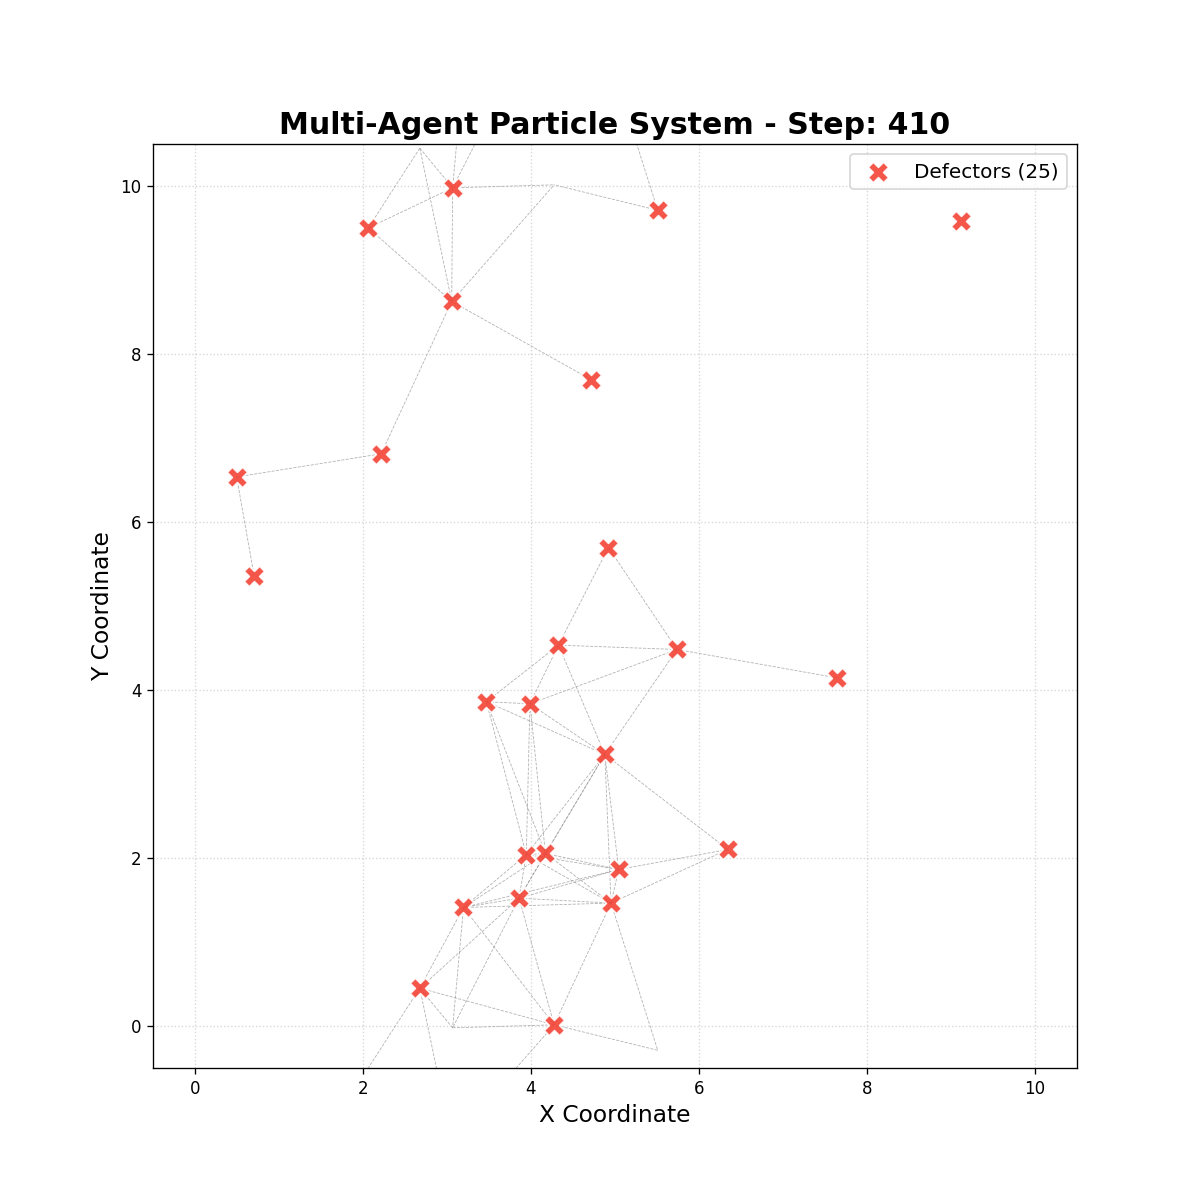 Multi-Agent Particle System - Step: 410
Defectors (25)
10
8
6
4
2
0
Y Coordinate
0 2 4 6 8 10
X Coordinate